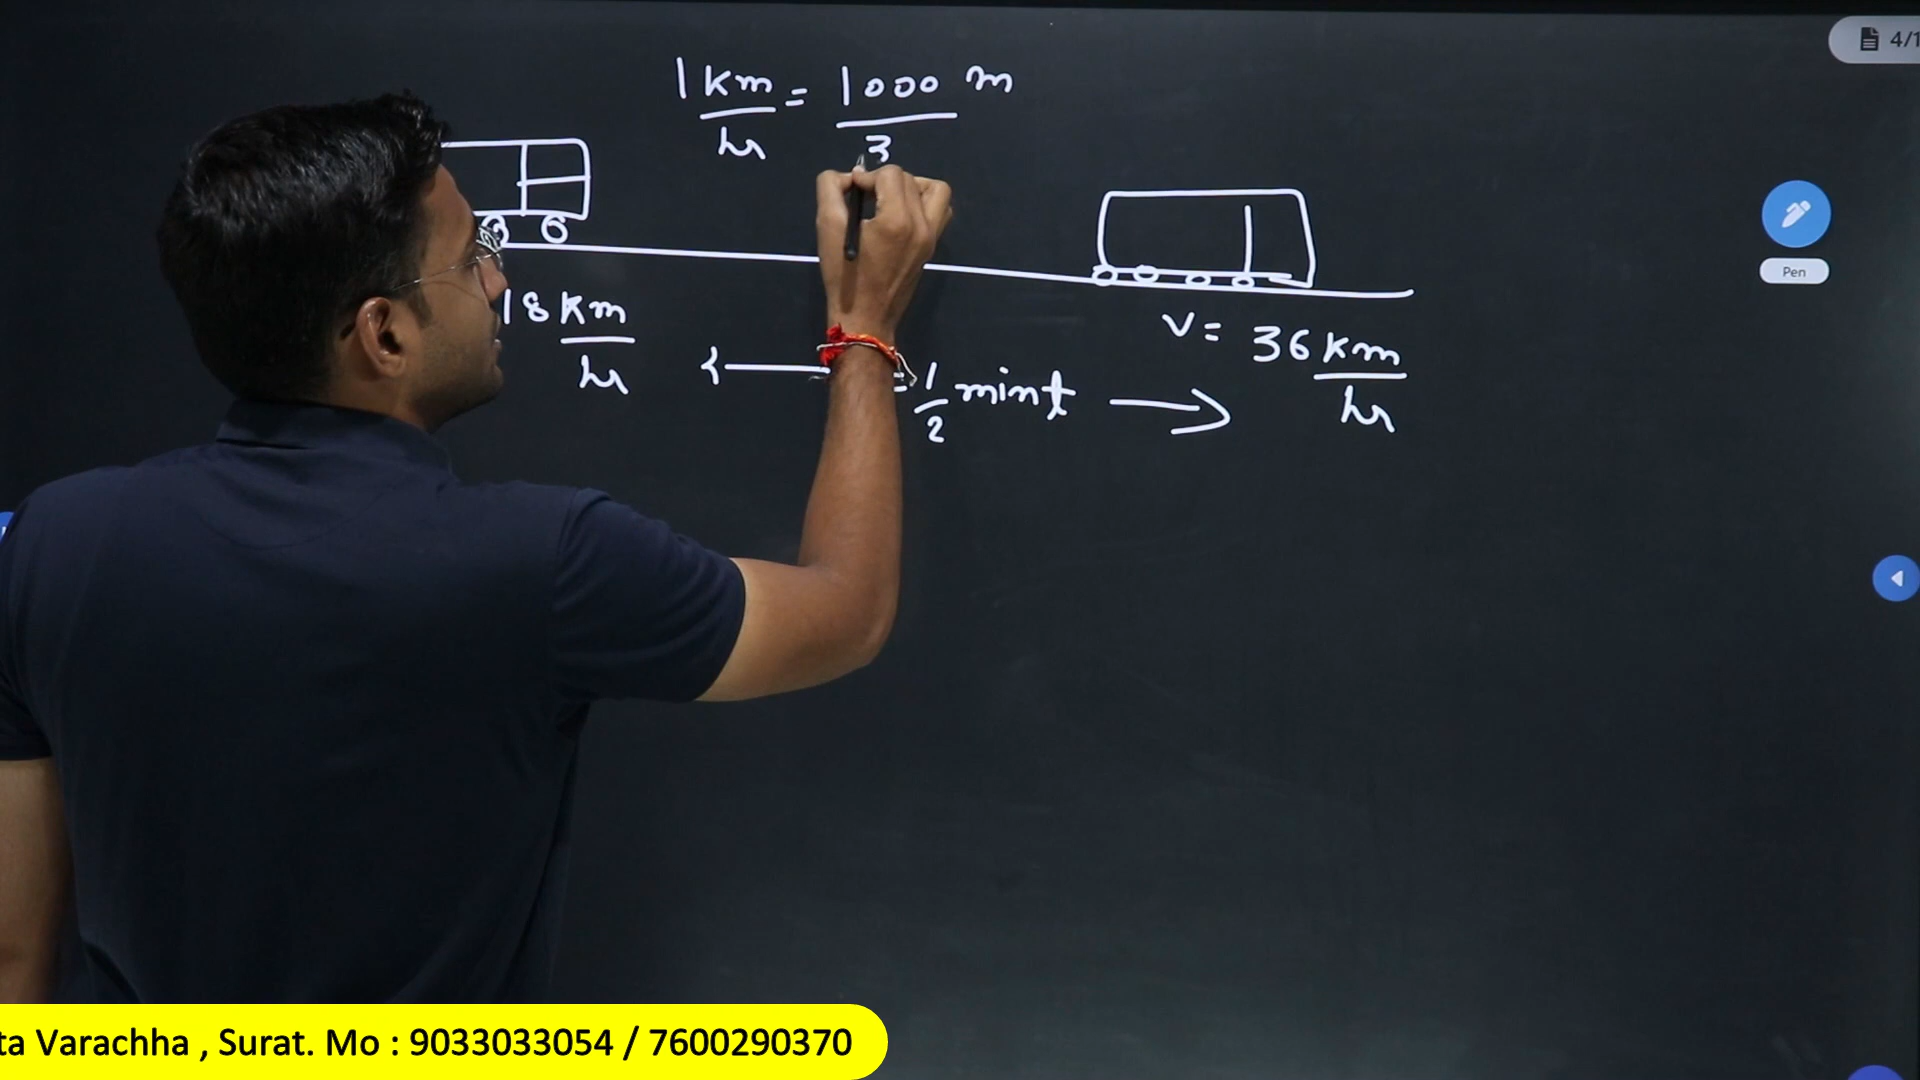 1 km/hr = 1000 m/3
18 km/hr
= 1/2 mint
v = 36 km/hr
4/1
Pen
ta Varachha , Surat. Mo : 9033033054 / 7600290370